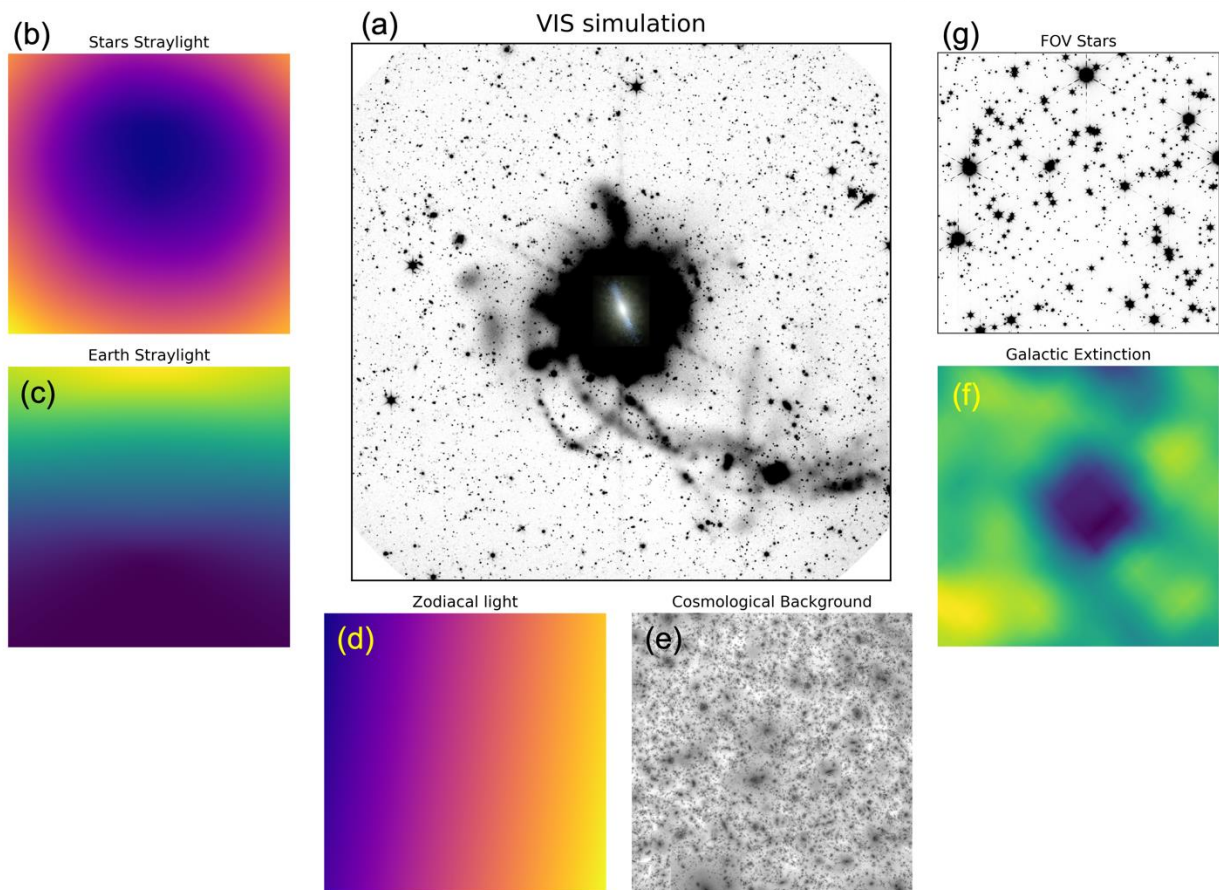 (a)
VIS simulation
(b)
Stars Straylight
(c)
Earth Straylight
(d)
Zodiacal light
(e)
Cosmological Background
(f)
Galactic Extinction
(g)
FOV Stars